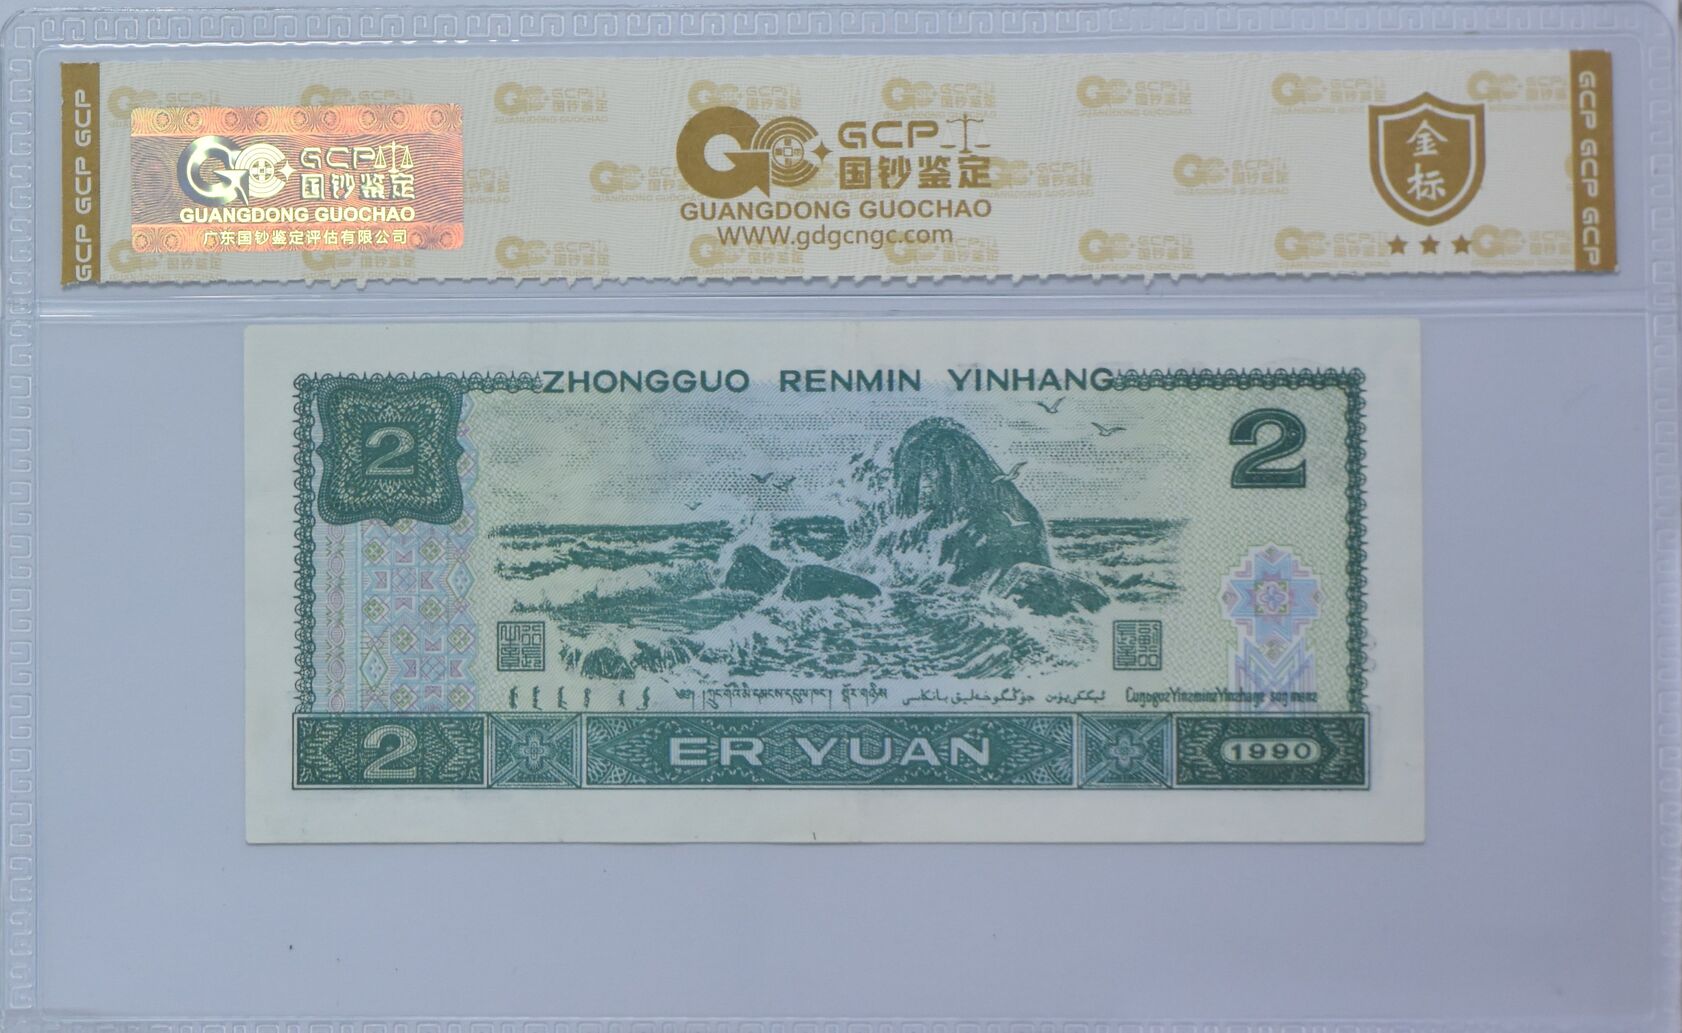 GCP GCP GCP
GCP
国钞鉴定
GUANGDONG GUOCHAO
广东国钞鉴定评估有限公司
GCP
国钞鉴定
GUANGDONG GUOCHAO
WWW.gdgcngc.com
金标
GCP GCP GCP
ZHONGGUO RENMIN YINHANG
2
2
2
ER YUAN
1990